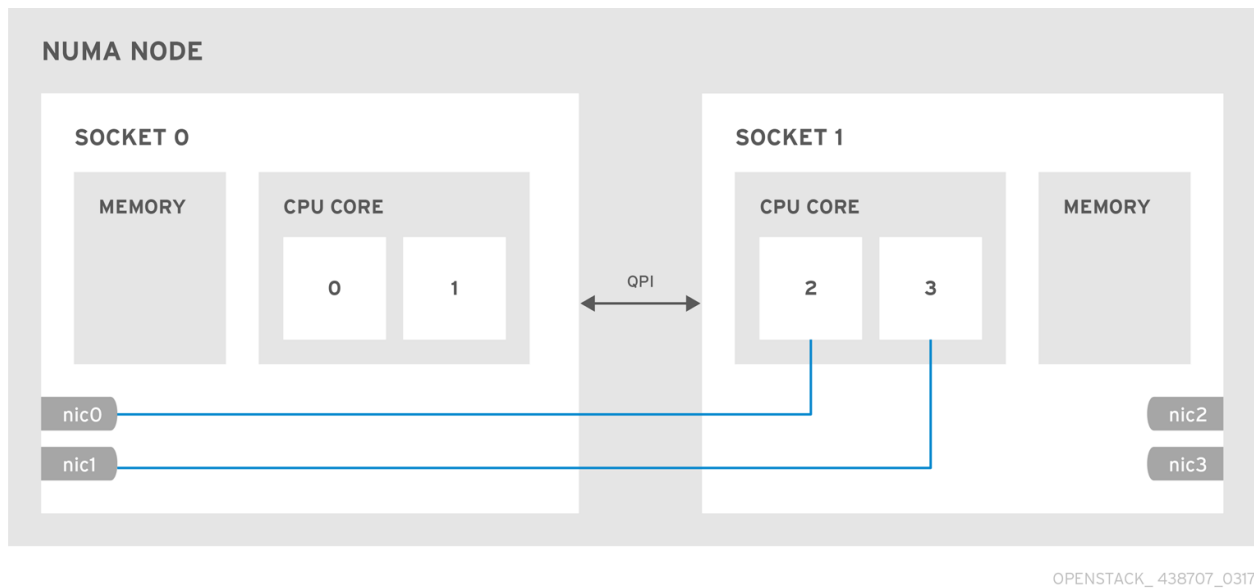 NUMA NODE
SOCKET 0
MEMORY
CPU CORE
0
1
nic0
nic1
QPI
SOCKET 1
CPU CORE
2
3
MEMORY
nic2
nic3
OPENSTACK_ 438707_0317